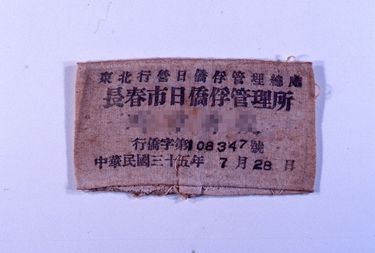 東北行營日僑俘管理總處
長春市日僑俘管理所
行僑字第108347號
中華民國三十五年 7月28日